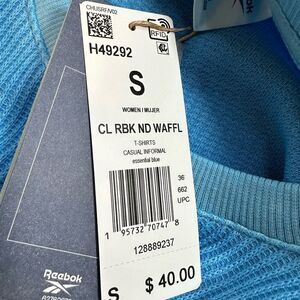 CHUSRFIV02
RFID
H49292
S
WOMEN / MUJER
CL RBK ND WAFFL
T-SHIRTS
CASUAL INFORMAL
essential blue
36
662
UPC
1 95732 70747 8
128889237
S $ 40.00
Reebok